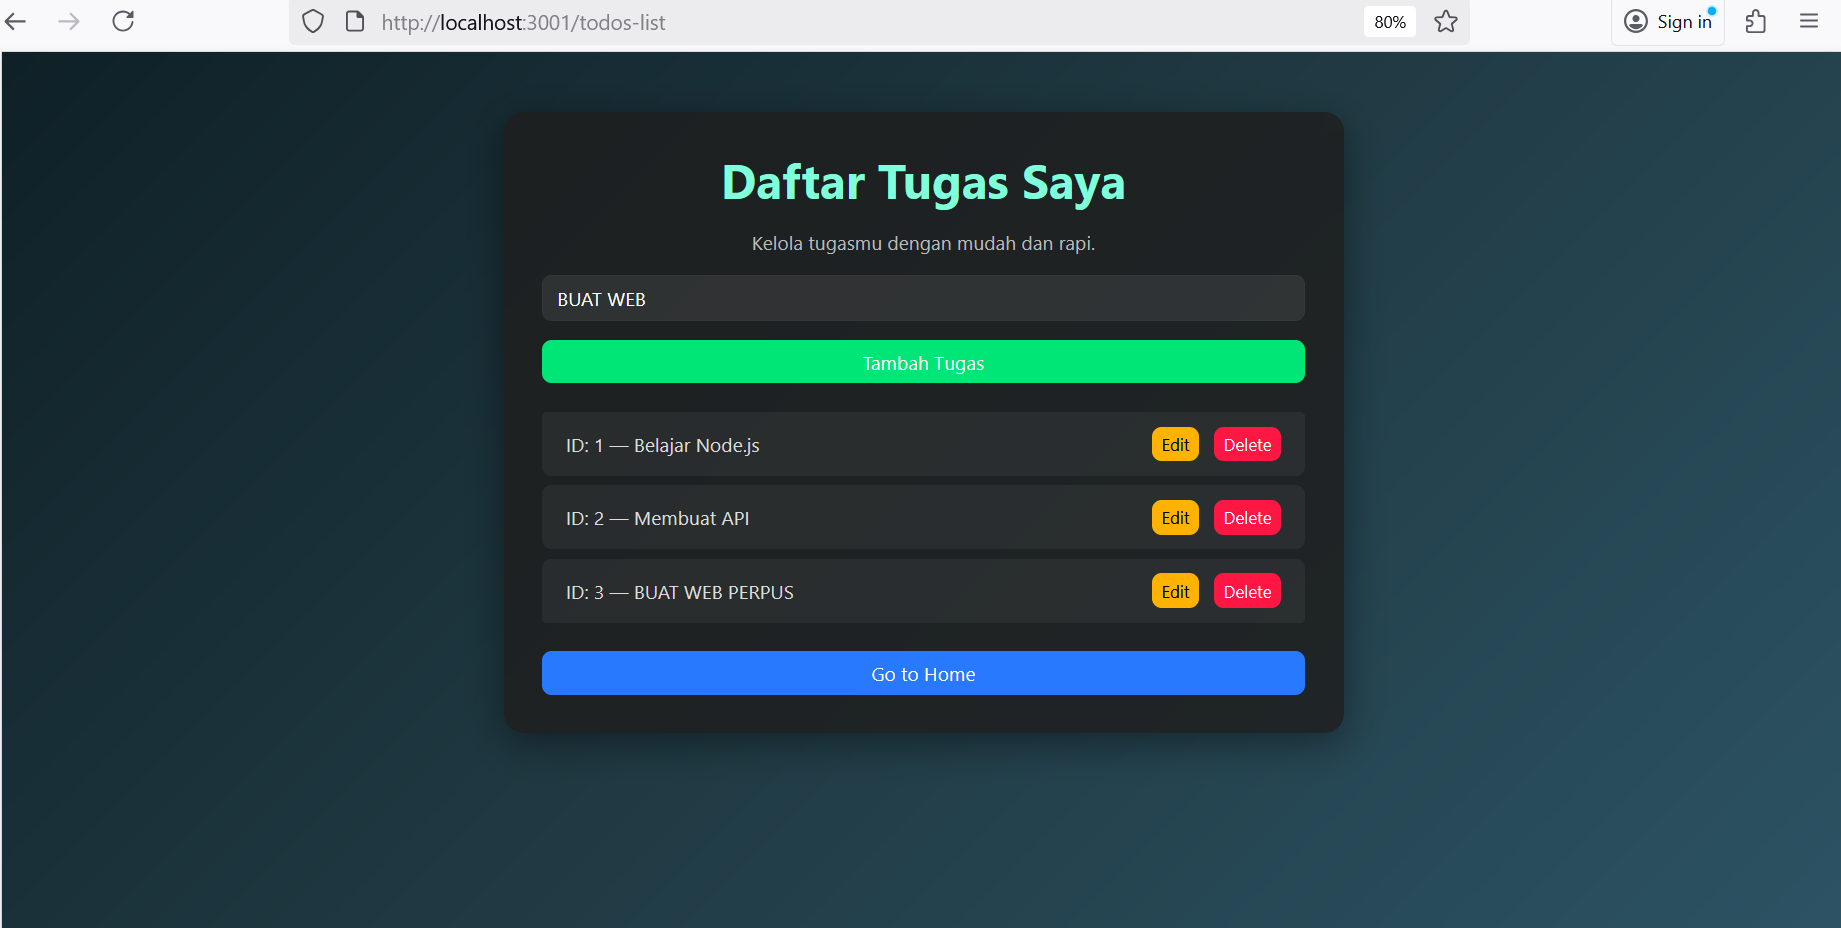 http://localhost:3001/todos-list 80% Sign in
Daftar Tugas Saya
Kelola tugasmu dengan mudah dan rapi.
BUAT WEB
Tambah Tugas
ID: 1 — Belajar Node.js Edit Delete
ID: 2 — Membuat API Edit Delete
ID: 3 — BUAT WEB PERPUS Edit Delete
Go to Home